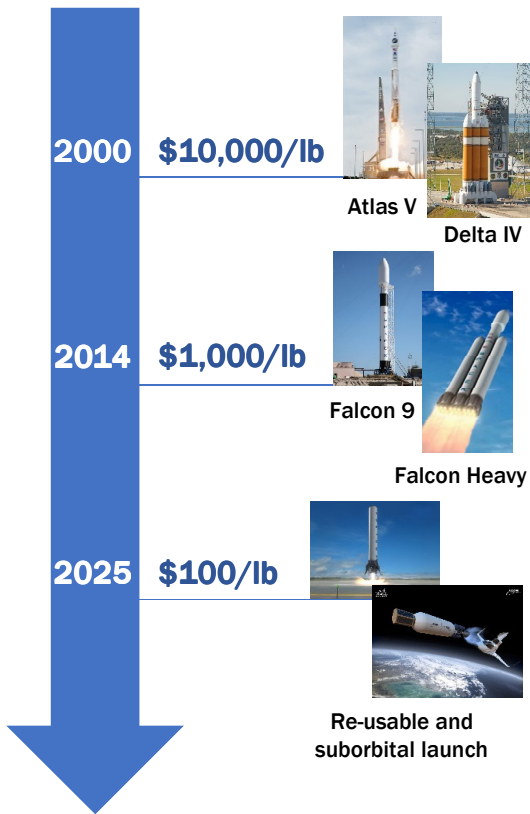 2000
$10,000/lb
Atlas V
Delta IV
2014
$1,000/lb
Falcon 9
Falcon Heavy
2025
$100/lb
Re-usable and
suborbital launch